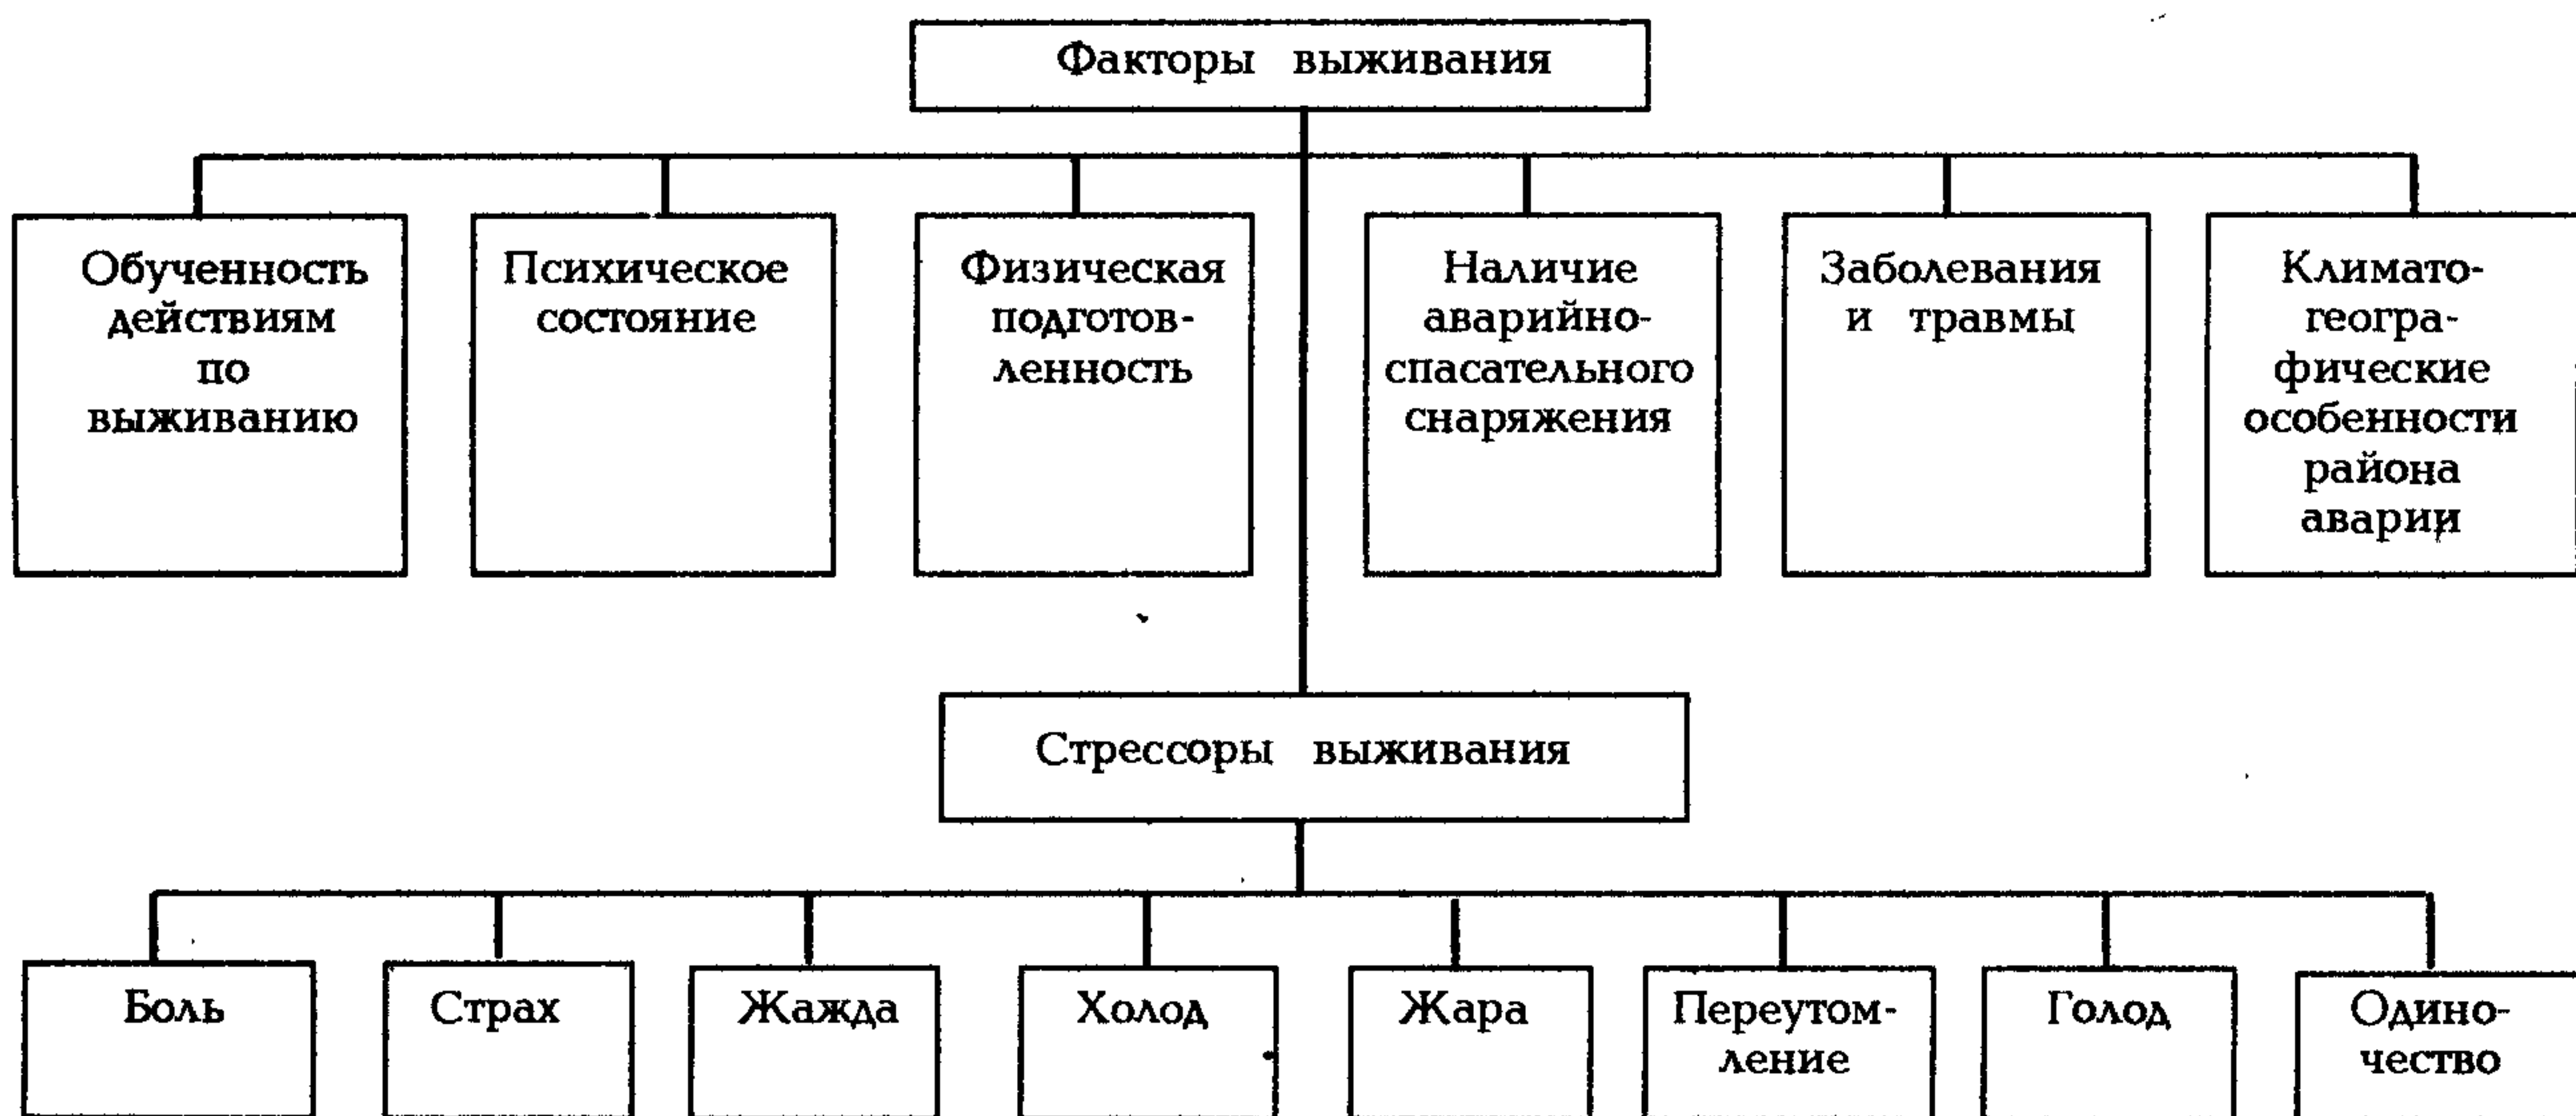 Факторы выживания
Обученность
действиям
по
выживанию
Психическое
состояние
Физическая
подготов-
ленность
Наличие
аварийно-
спасательного
снаряжения
Заболевания
и травмы
Климато-
геогра-
фические
особенности
района
аварии
Стрессоры выживания
Боль
Страх
Жажда
Холод
Жара
Переутом-
ление
Голод
Одино-
чество